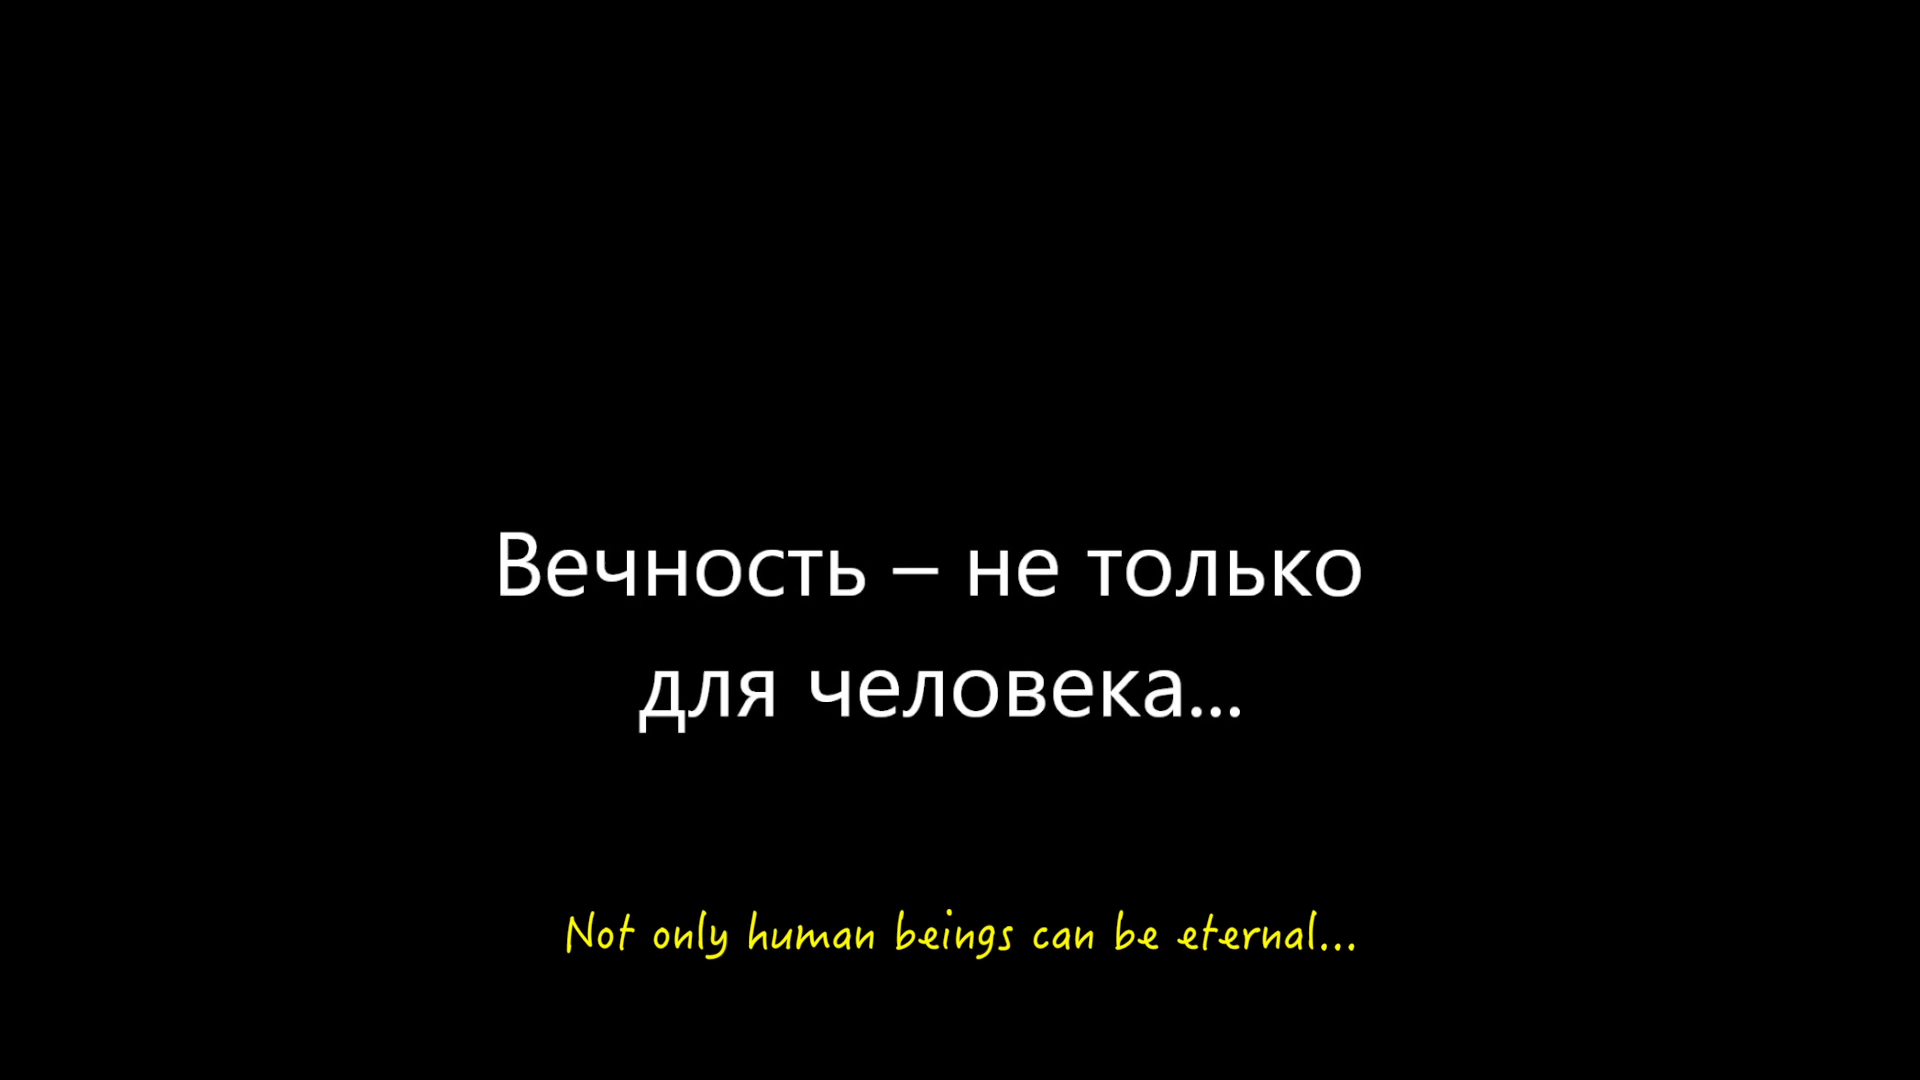 Вечность – не только
для человека...
Not only human beings can be eternal...